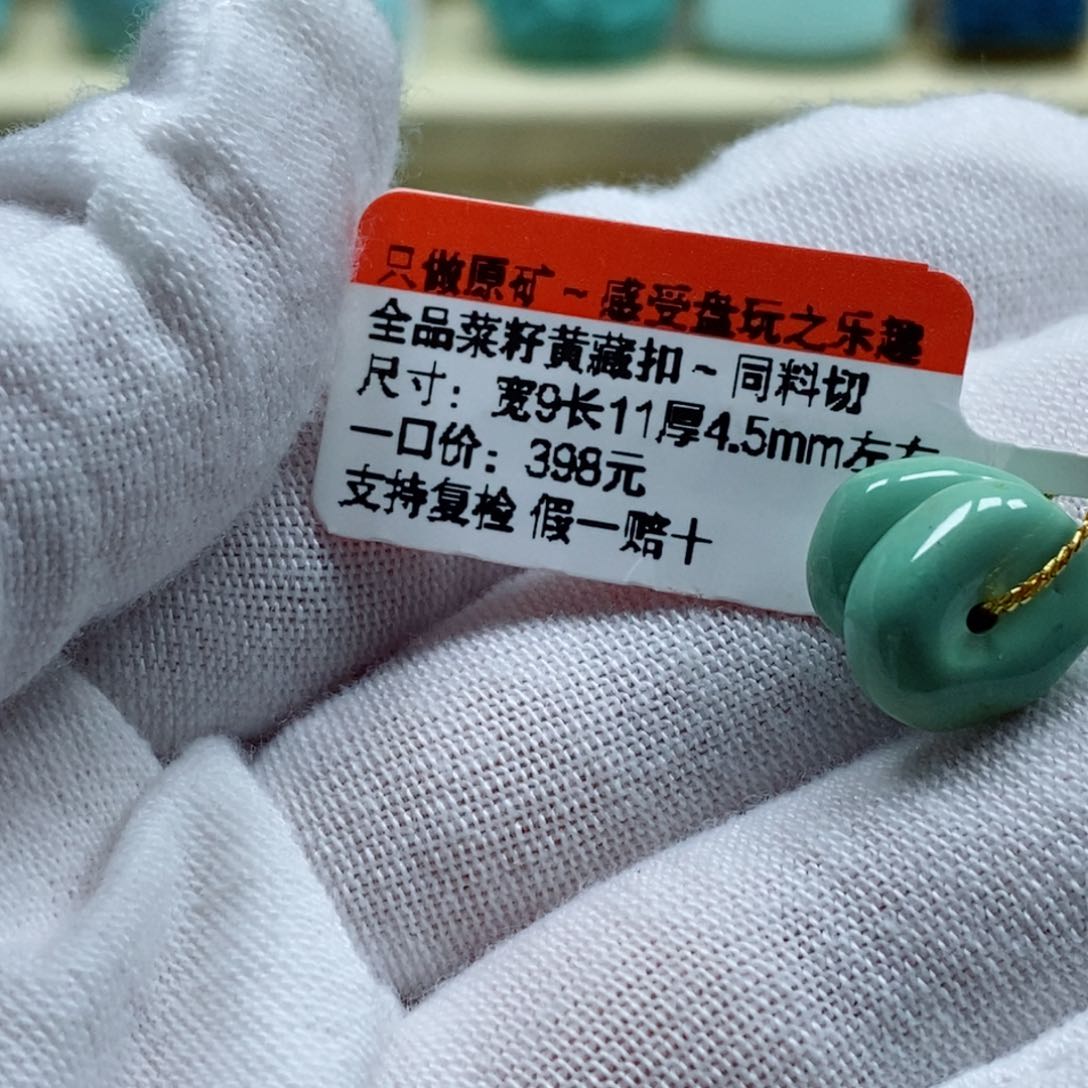 只做原矿~感受盘玩之乐趣
全品菜籽黄藏扣~同料切
尺寸：宽9长11厚4.5mm左右
一口价：398元
支持复检 假一赔十